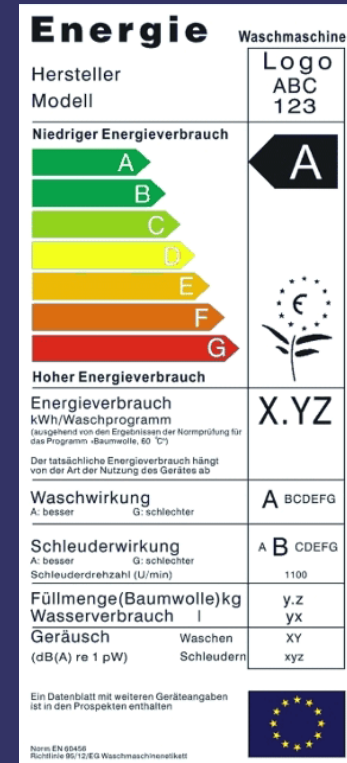 Energie Waschmaschine
Hersteller Logo
Modell ABC
123
Niedriger Energieverbrauch
A A
B
C
D
E
F
G
Hoher Energieverbrauch
Energieverbrauch X.YZ
kWh/Waschprogramm
(ausgehend von den Ergebnissen der Normprüfung für
das Programm »Baumwolle, 60 °C«)
Der tatsächliche Energieverbrauch hängt
von der Art der Nutzung des Gerätes ab
Waschwirkung A BCDEFG
A: besser G: schlechter
Schleuderwirkung A B CDEFG
A: besser G: schlechter
Schleuderdrehzahl (U/min) 1100
Füllmenge(Baumwolle)kg y.z
Wasserverbrauch l yx
Geräusch Waschen XY
(dB(A) re 1 pW) Schleudern xyz
Ein Datenblatt mit weiteren Geräteangaben
ist in den Prospekten enthalten
Norm EN 60456
Richtlinie 95/12/EG Waschmaschinenetikett